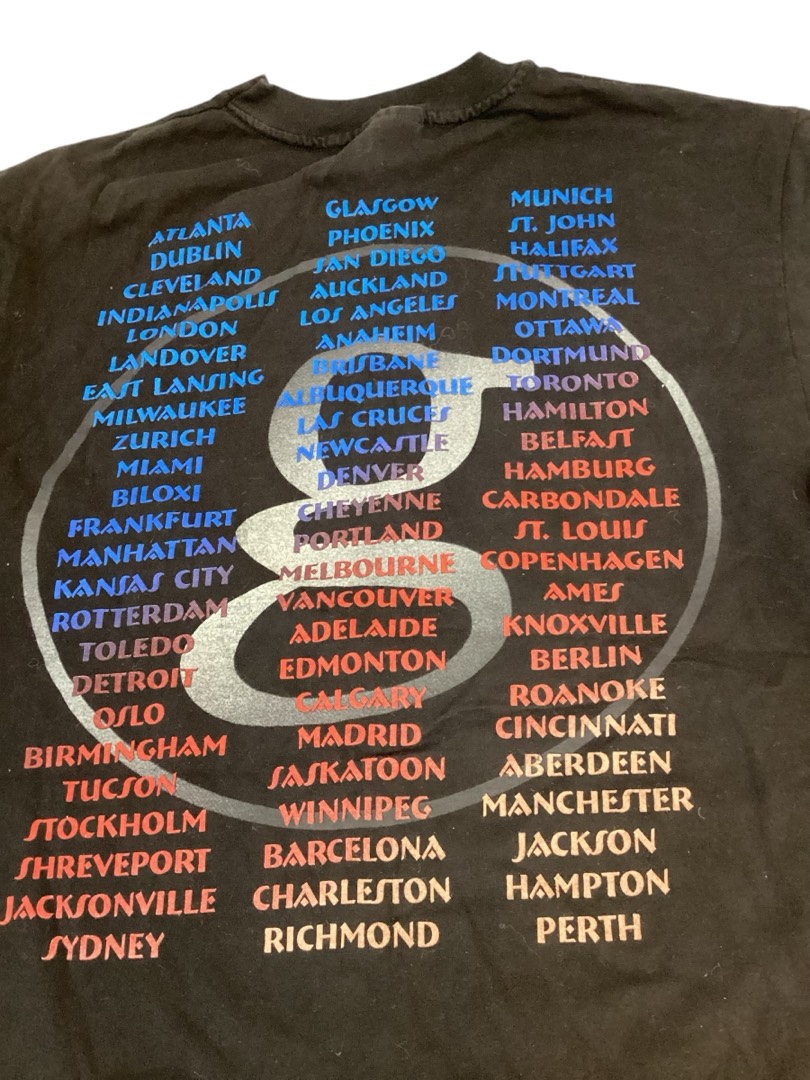 ATLANTA
DUBLIN
CLEVELAND
INDIANAPOLIS
LONDON
LANDOVER
EAST LANSING
MILWAUKEE
ZURICH
MIAMI
BILOXI
FRANKFURT
MANHATTAN
KANSAS CITY
ROTTERDAM
TOLEDO
DETROIT
OSLO
BIRMINGHAM
TUCSON
STOCKHOLM
SHREVEPORT
JACKSONVILLE
SYDNEY
GLASGOW
PHOENIX
SAN DIEGO
AUCKLAND
LOS ANGELES
ANAHEIM
BRISBANE
ALBUQUERQUE
LAS CRUCES
NEWCASTLE
DENVER
CHEYENNE
PORTLAND
MELBOURNE
VANCOUVER
ADELAIDE
EDMONTON
CALGARY
MADRID
SASKATOON
WINNIPEG
BARCELONA
CHARLESTON
RICHMOND
MUNICH
ST. JOHN
HALIFAX
STUTTGART
MONTREAL
OTTAWA
DORTMUND
TORONTO
HAMILTON
BELFAST
HAMBURG
CARBONDALE
ST. LOUIS
COPENHAGEN
AMES
KNOXVILLE
BERLIN
ROANOKE
CINCINNATI
ABERDEEN
MANCHESTER
JACKSON
HAMPTON
PERTH
g